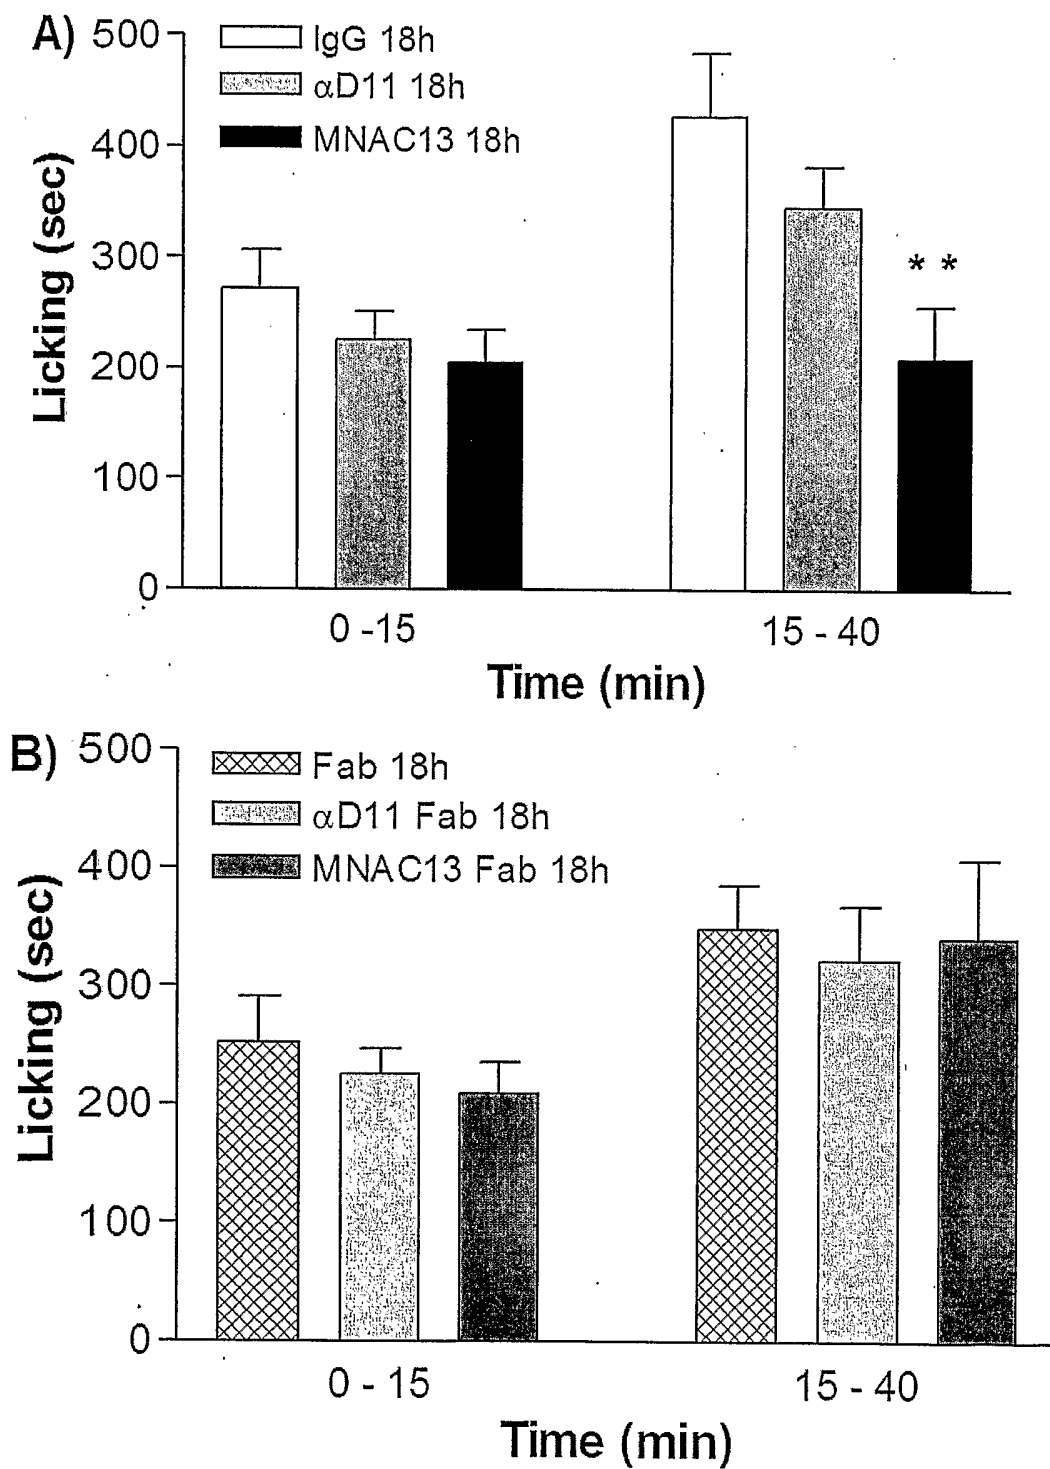 A)
500
400
300
200
100
0
Licking (sec)
IgG 18h
αD11 18h
MNAC13 18h
* *
0 -15
15 - 40
Time (min)
B)
500
400
300
200
100
0
Licking (sec)
Fab 18h
αD11 Fab 18h
MNAC13 Fab 18h
0 - 15
15 - 40
Time (min)